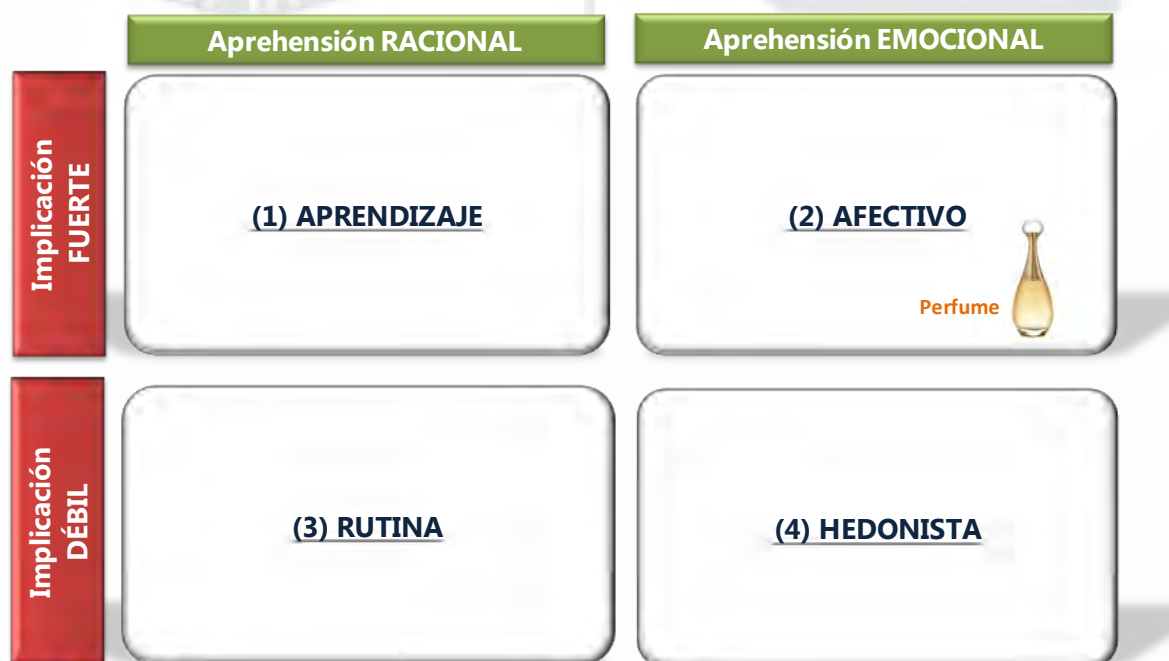 Aprehensión RACIONAL
Aprehensión EMOCIONAL
Implicación
FUERTE
(1) APRENDIZAJE
(2) AFECTIVO
Perfume
Implicación
DÉBIL
(3) RUTINA
(4) HEDONISTA